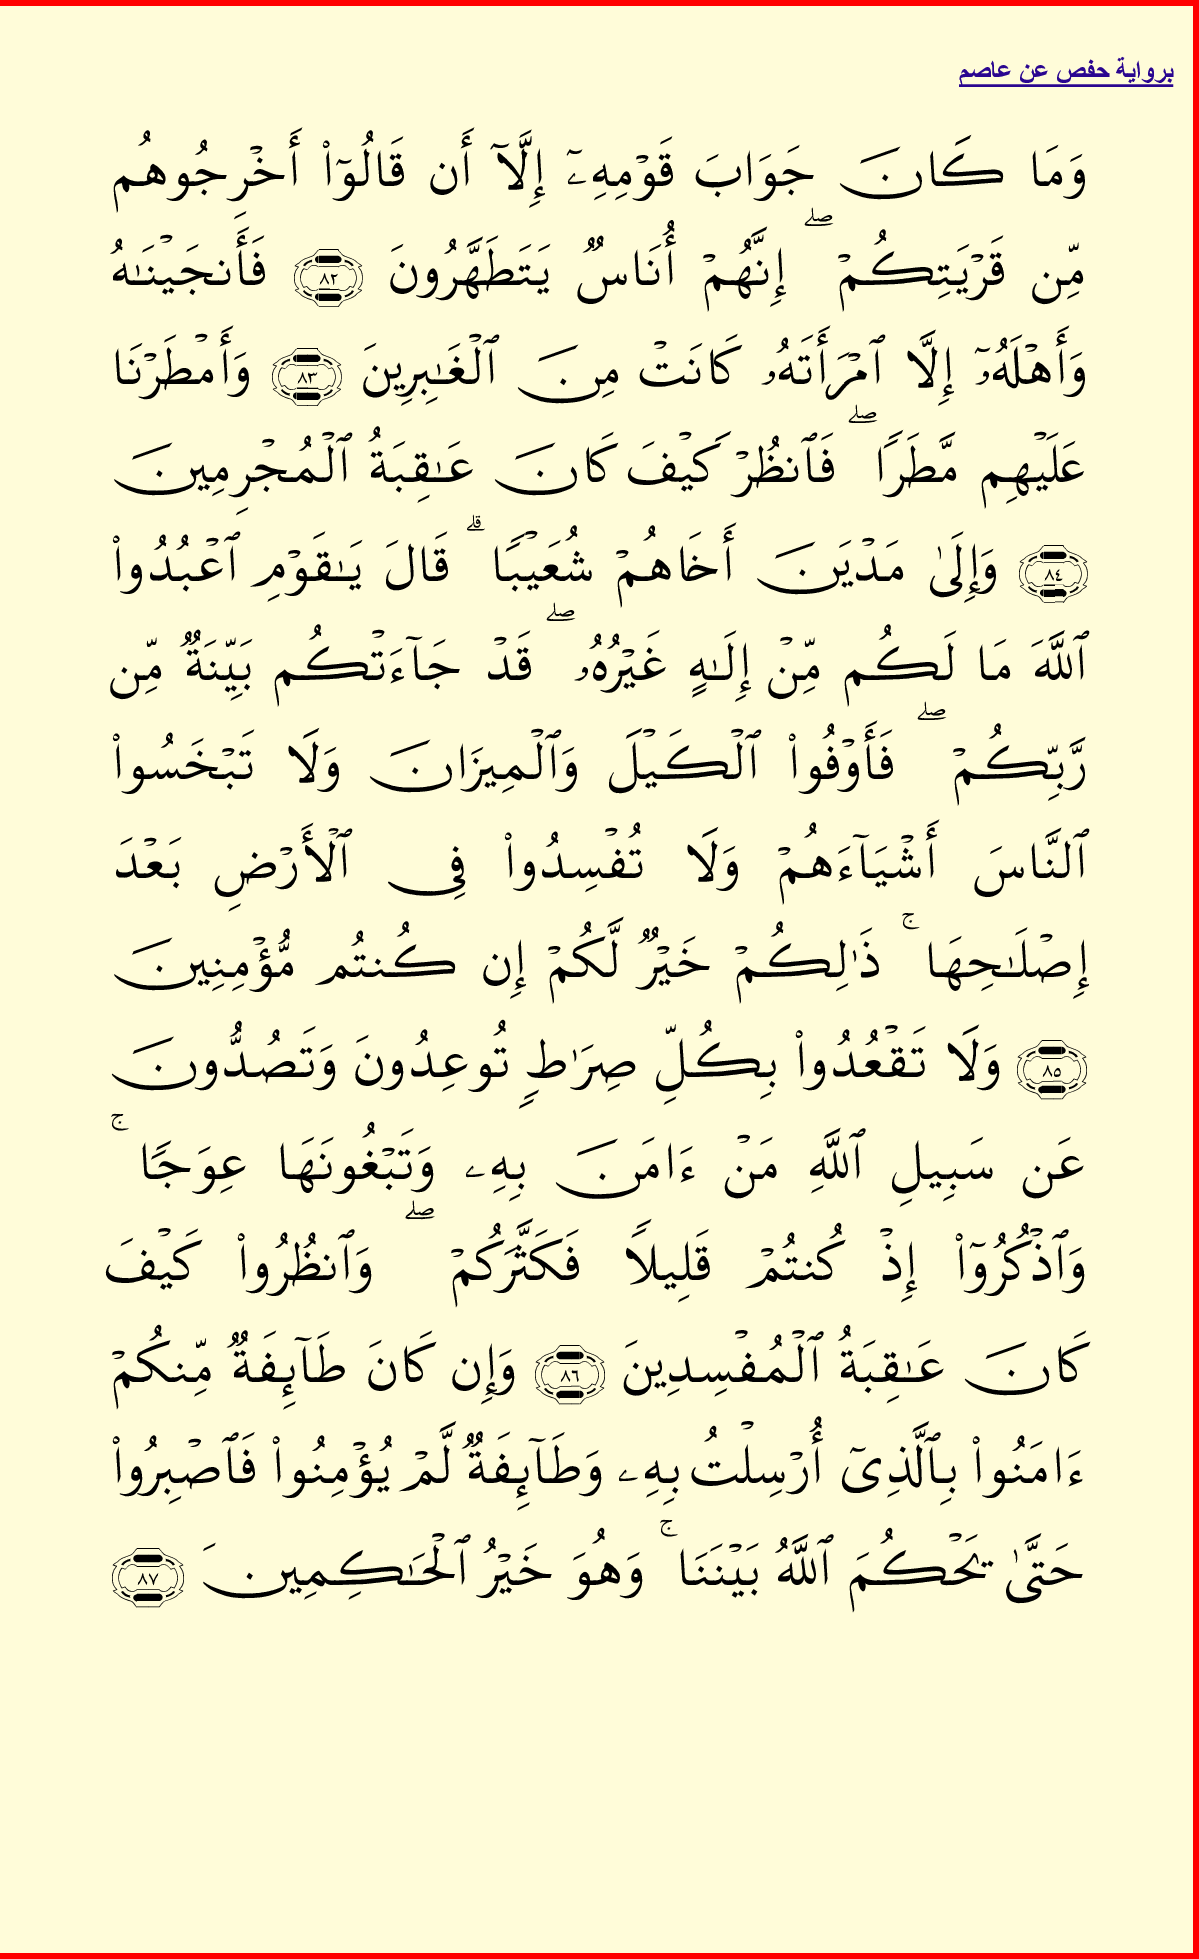 برواية حفص عن عاصم
وَمَا كَانَ جَوَابَ قَوْمِهِۦٓ إِلَّآ أَن قَالُوٓا۟ أَخْرِجُوهُم
مِّن قَرْيَتِكُمْ ۖ إِنَّهُمْ أُنَاسٌ يَتَطَهَّرُونَ ٨٢ فَأَنجَيْنَٰهُ
وَأَهْلَهُۥٓ إِلَّا ٱمْرَأَتَهُۥ كَانَتْ مِنَ ٱلْغَٰبِرِينَ ٨٣ وَأَمْطَرْنَا
عَلَيْهِم مَّطَرًا ۖ فَٱنظُرْ كَيْفَ كَانَ عَٰقِبَةُ ٱلْمُجْرِمِينَ
٨٤ وَإِلَىٰ مَدْيَنَ أَخَاهُمْ شُعَيْبًا ۗ قَالَ يَٰقَوْمِ ٱعْبُدُوا۟
ٱللَّهَ مَا لَكُم مِّنْ إِلَٰهٍ غَيْرُهُۥ ۖ قَدْ جَآءَتْكُم بَيِّنَةٌ مِّن
رَّبِّكُمْ ۖ فَأَوْفُوا۟ ٱلْكَيْلَ وَٱلْمِيزَانَ وَلَا تَبْخَسُوا۟
ٱلنَّاسَ أَشْيَآءَهُمْ وَلَا تُفْسِدُوا۟ فِى ٱلْأَرْضِ بَعْدَ
إِصْلَٰحِهَا ۚ ذَٰلِكُمْ خَيْرٌ لَّكُمْ إِن كُنتُم مُّؤْمِنِينَ
٨٥ وَلَا تَقْعُدُوا۟ بِكُلِّ صِرَٰطٍ تُوعِدُونَ وَتَصُدُّونَ
عَن سَبِيلِ ٱللَّهِ مَنْ ءَامَنَ بِهِۦ وَتَبْغُونَهَا عِوَجًا ۚ
وَٱذْكُرُوٓا۟ إِذْ كُنتُمْ قَلِيلًا فَكَثَّرَكُمْ ۖ وَٱنظُرُوا۟ كَيْفَ
كَانَ عَٰقِبَةُ ٱلْمُفْسِدِينَ ٨٦ وَإِن كَانَ طَآئِفَةٌ مِّنكُمْ
ءَامَنُوا۟ بِٱلَّذِىٓ أُرْسِلْتُ بِهِۦ وَطَآئِفَةٌ لَّمْ يُؤْمِنُوا۟ فَٱصْبِرُوا۟
حَتَّىٰ يَحْكُمَ ٱللَّهُ بَيْنَنَا ۚ وَهُوَ خَيْرُ ٱلْحَٰكِمِينَ ٨٧